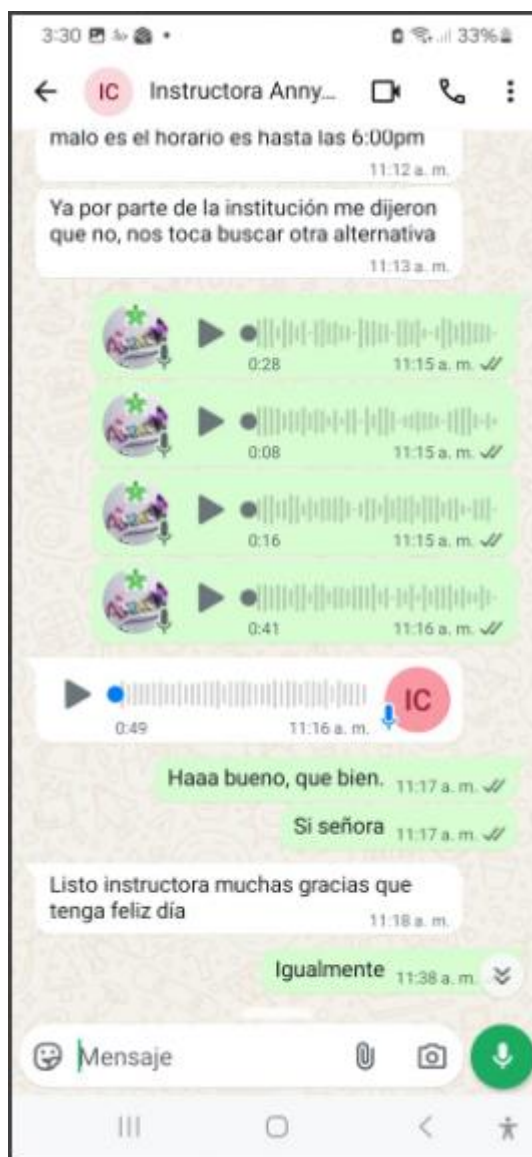 3:30
33%
IC Instructora Anny...
malo es el horario es hasta las 6:00pm
11:12 a. m.
Ya por parte de la institución me dijeron
que no, nos toca buscar otra alternativa
11:13 a. m.
0:28 11:15 a. m.
0:08 11:15 a. m.
0:16 11:15 a. m.
0:41 11:16 a. m.
IC
0:49 11:16 a. m.
Haaa bueno, que bien. 11:17 a. m.
Si señora 11:17 a. m.
Listo instructora muchas gracias que
tenga feliz día
11:18 a. m.
Igualmente 11:38 a. m.
Mensaje